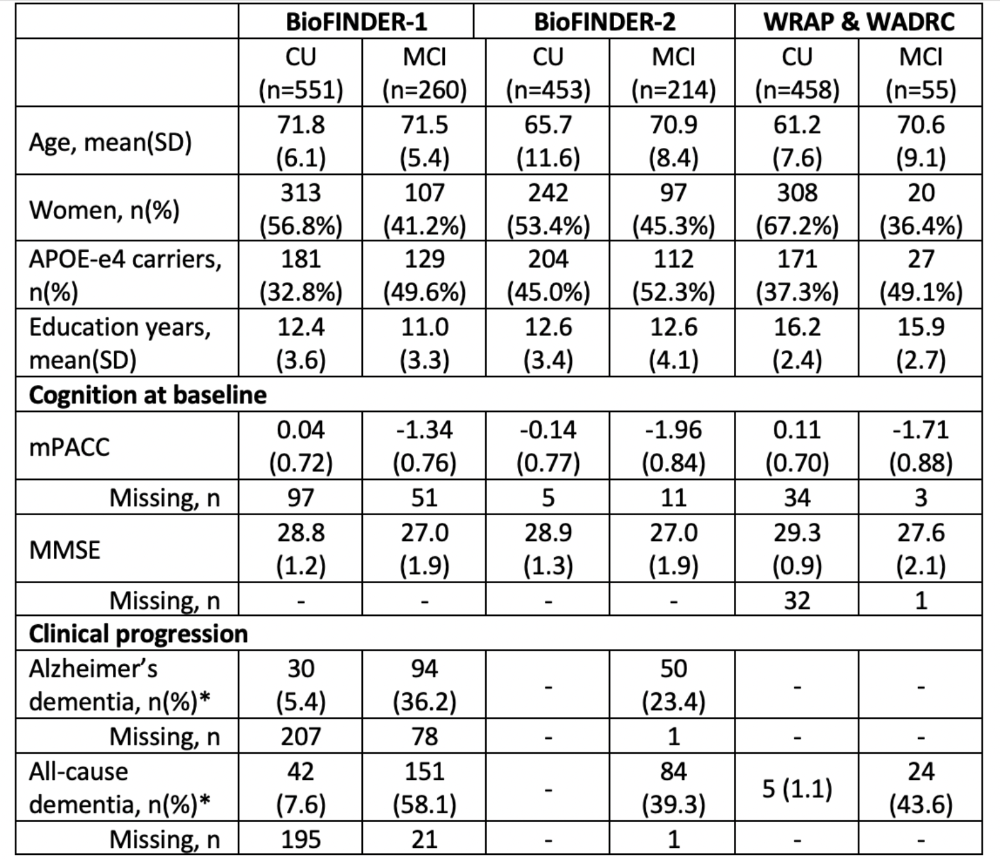 BioFINDER-1 BioFINDER-2 WRAP & WADRC
CU MCI CU MCI CU MCI
(n=551) (n=260) (n=453) (n=214) (n=458) (n=55)
Age, mean(SD) 71.8 71.5 65.7 70.9 61.2 70.6
(6.1) (5.4) (11.6) (8.4) (7.6) (9.1)
Women, n(%) 313 107 242 97 308 20
(56.8%) (41.2%) (53.4%) (45.3%) (67.2%) (36.4%)
APOE-e4 carriers, 181 129 204 112 171 27
n(%) (32.8%) (49.6%) (45.0%) (52.3%) (37.3%) (49.1%)
Education years, 12.4 11.0 12.6 12.6 16.2 15.9
mean(SD) (3.6) (3.3) (3.4) (4.1) (2.4) (2.7)
Cognition at baseline
mPACC 0.04 -1.34 -0.14 -1.96 0.11 -1.71
(0.72) (0.76) (0.77) (0.84) (0.70) (0.88)
Missing, n 97 51 5 11 34 3
MMSE 28.8 27.0 28.9 27.0 29.3 27.6
(1.2) (1.9) (1.3) (1.9) (0.9) (2.1)
Missing, n - - - - 32 1
Clinical progression
Alzheimer’s 30 94 - 50 - -
dementia, n(%)* (5.4) (36.2) (23.4)
Missing, n 207 78 - 1 - -
All-cause 42 151 - 84 5 (1.1) 24
dementia, n(%)* (7.6) (58.1) (39.3) (43.6)
Missing, n 195 21 - 1 - -